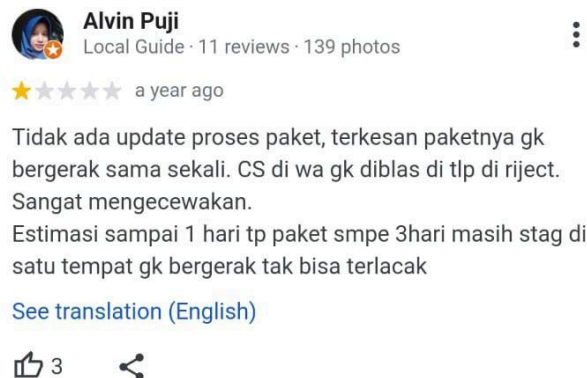 Alvin Puji
Local Guide · 11 reviews · 139 photos
a year ago
Tidak ada update proses paket, terkesan paketnya gk
bergerak sama sekali. CS di wa gk diblas di tlp di riject.
Sangat mengecewakan.
Estimasi sampai 1 hari tp paket smpe 3hari masih stag di
satu tempat gk bergerak tak bisa terlacak
See translation (English)
3